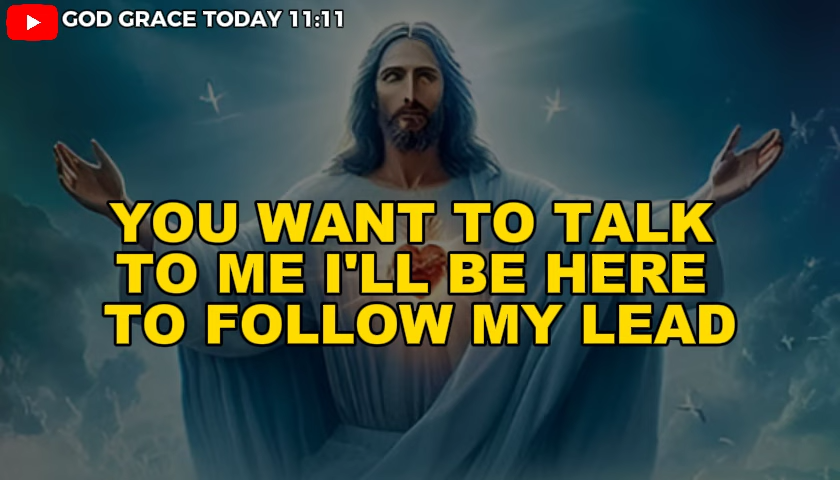 GOD GRACE TODAY 11:11
YOU WANT TO TALK
TO ME I'LL BE HERE
TO FOLLOW MY LEAD